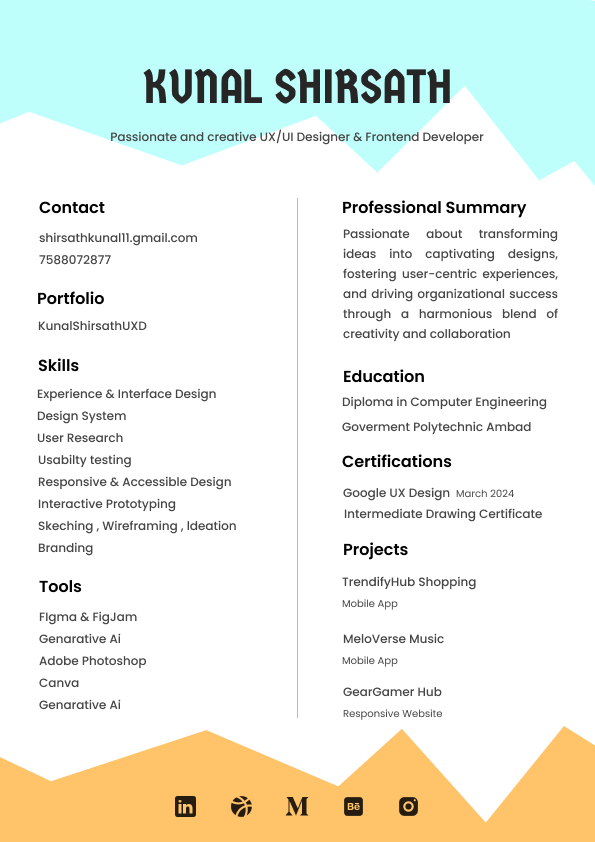 KUNAL SHIRSATH
Passionate and creative UX/UI Designer & Frontend Developer
Contact
shirsathkunal11.gmail.com
7588072877
Portfolio
KunalShirsathUXD
Skills
Experience & Interface Design
Design System
User Research
Usabilty testing
Responsive & Accessible Design
Interactive Prototyping
Skeching , Wireframing , Ideation
Branding
Tools
FIgma & FigJam
Genarative Ai
Adobe Photoshop
Canva
Genarative Ai
Professional Summary
Passionate about transforming
ideas into captivating designs,
fostering user-centric experiences,
and driving organizational success
through a harmonious blend of
creativity and collaboration
Education
Diploma in Computer Engineering
Goverment Polytechnic Ambad
Certifications
Google UX Design March 2024
Intermediate Drawing Certificate
Projects
TrendifyHub Shopping
Mobile App
MeloVerse Music
Mobile App
GearGamer Hub
Responsive Website
in M Bē